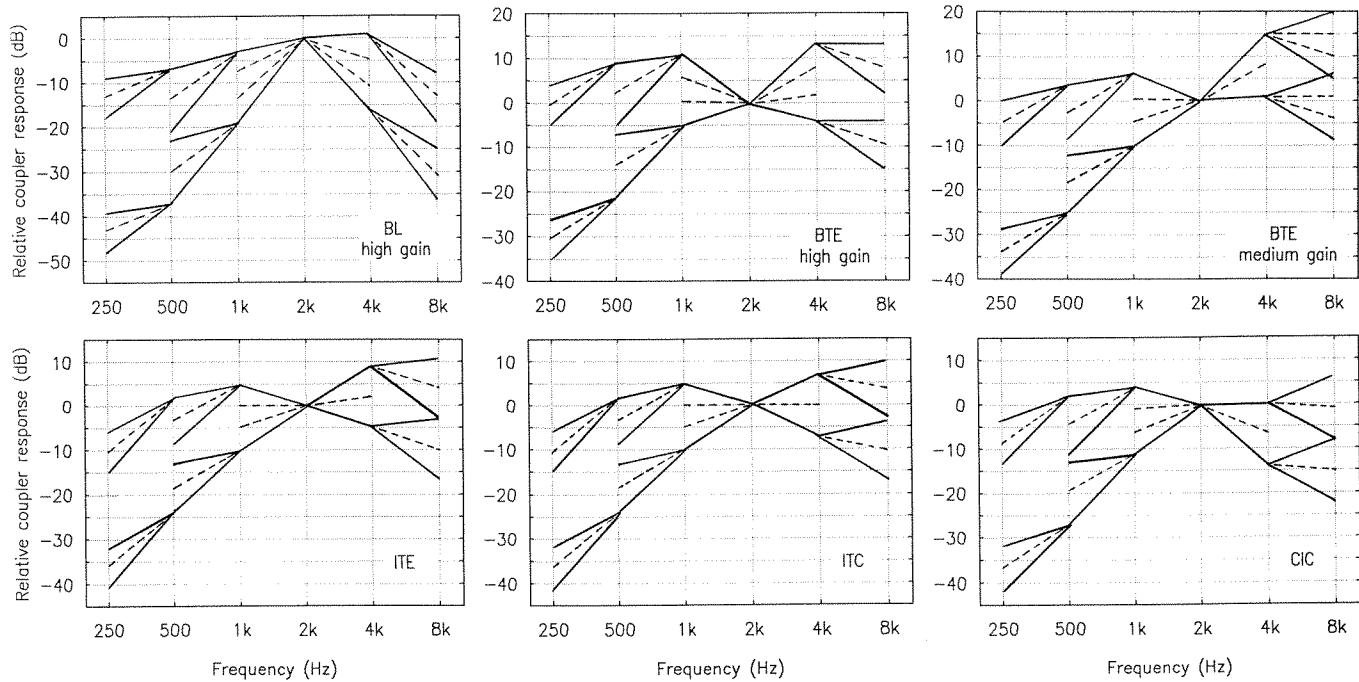 Relative coupler response (dB)
0
−10
−20
−30
−40
−50
BL
high gain
250 500 1k 2k 4k 8k
20
10
0
−10
−20
−30
−40
BTE
high gain
250 500 1k 2k 4k 8k
20
10
0
−10
−20
−30
−40
BTE
medium gain
250 500 1k 2k 4k 8k
Relative coupler response (dB)
10
0
−10
−20
−30
−40
ITE
250 500 1k 2k 4k 8k
Frequency (Hz)
10
0
−10
−20
−30
−40
ITC
250 500 1k 2k 4k 8k
Frequency (Hz)
10
0
−10
−20
−30
−40
CIC
250 500 1k 2k 4k 8k
Frequency (Hz)